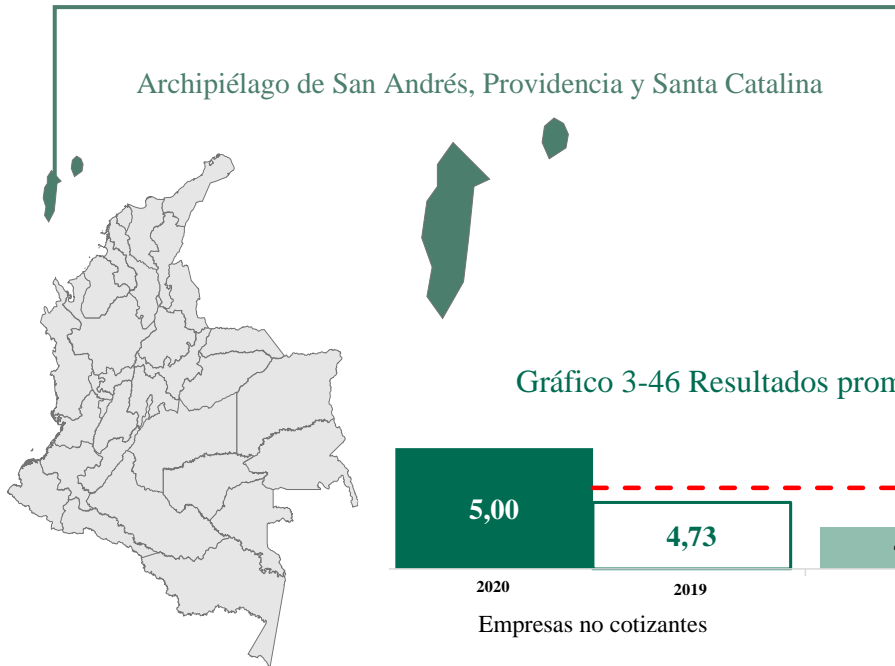 Archipiélago de San Andrés, Providencia y Santa Catalina
Gráfico 3-46 Resultados
5,00
4,73
2020
2019
Empresas no cotizantes